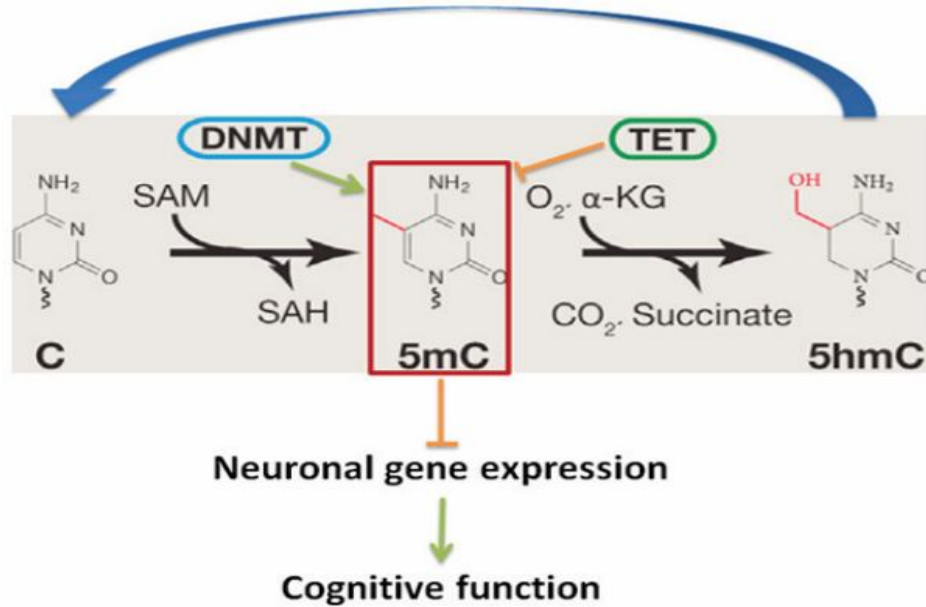 DNMT
TET
NH₂
SAM
N
N
O
SAH
C
NH₂
N
N
O
5mC
O₂, α-KG
CO₂, Succinate
OH
NH₂
N
N
O
5hmC
Neuronal gene expression
Cognitive function